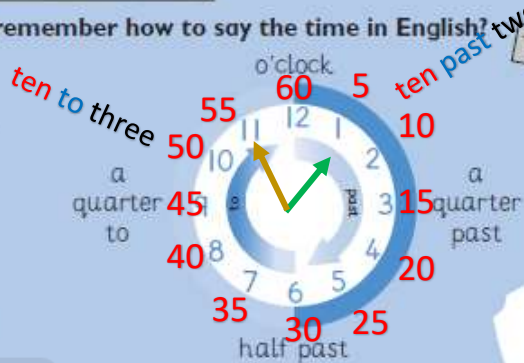 remember how to say the time in English?
ten to three
ten past two
o'clock
60
5
55
12
11
1
10
50
10
2
a quarter to
45
9
to
past
3
15
a quarter past
40
8
4
20
7
5
35
6
25
30
half past